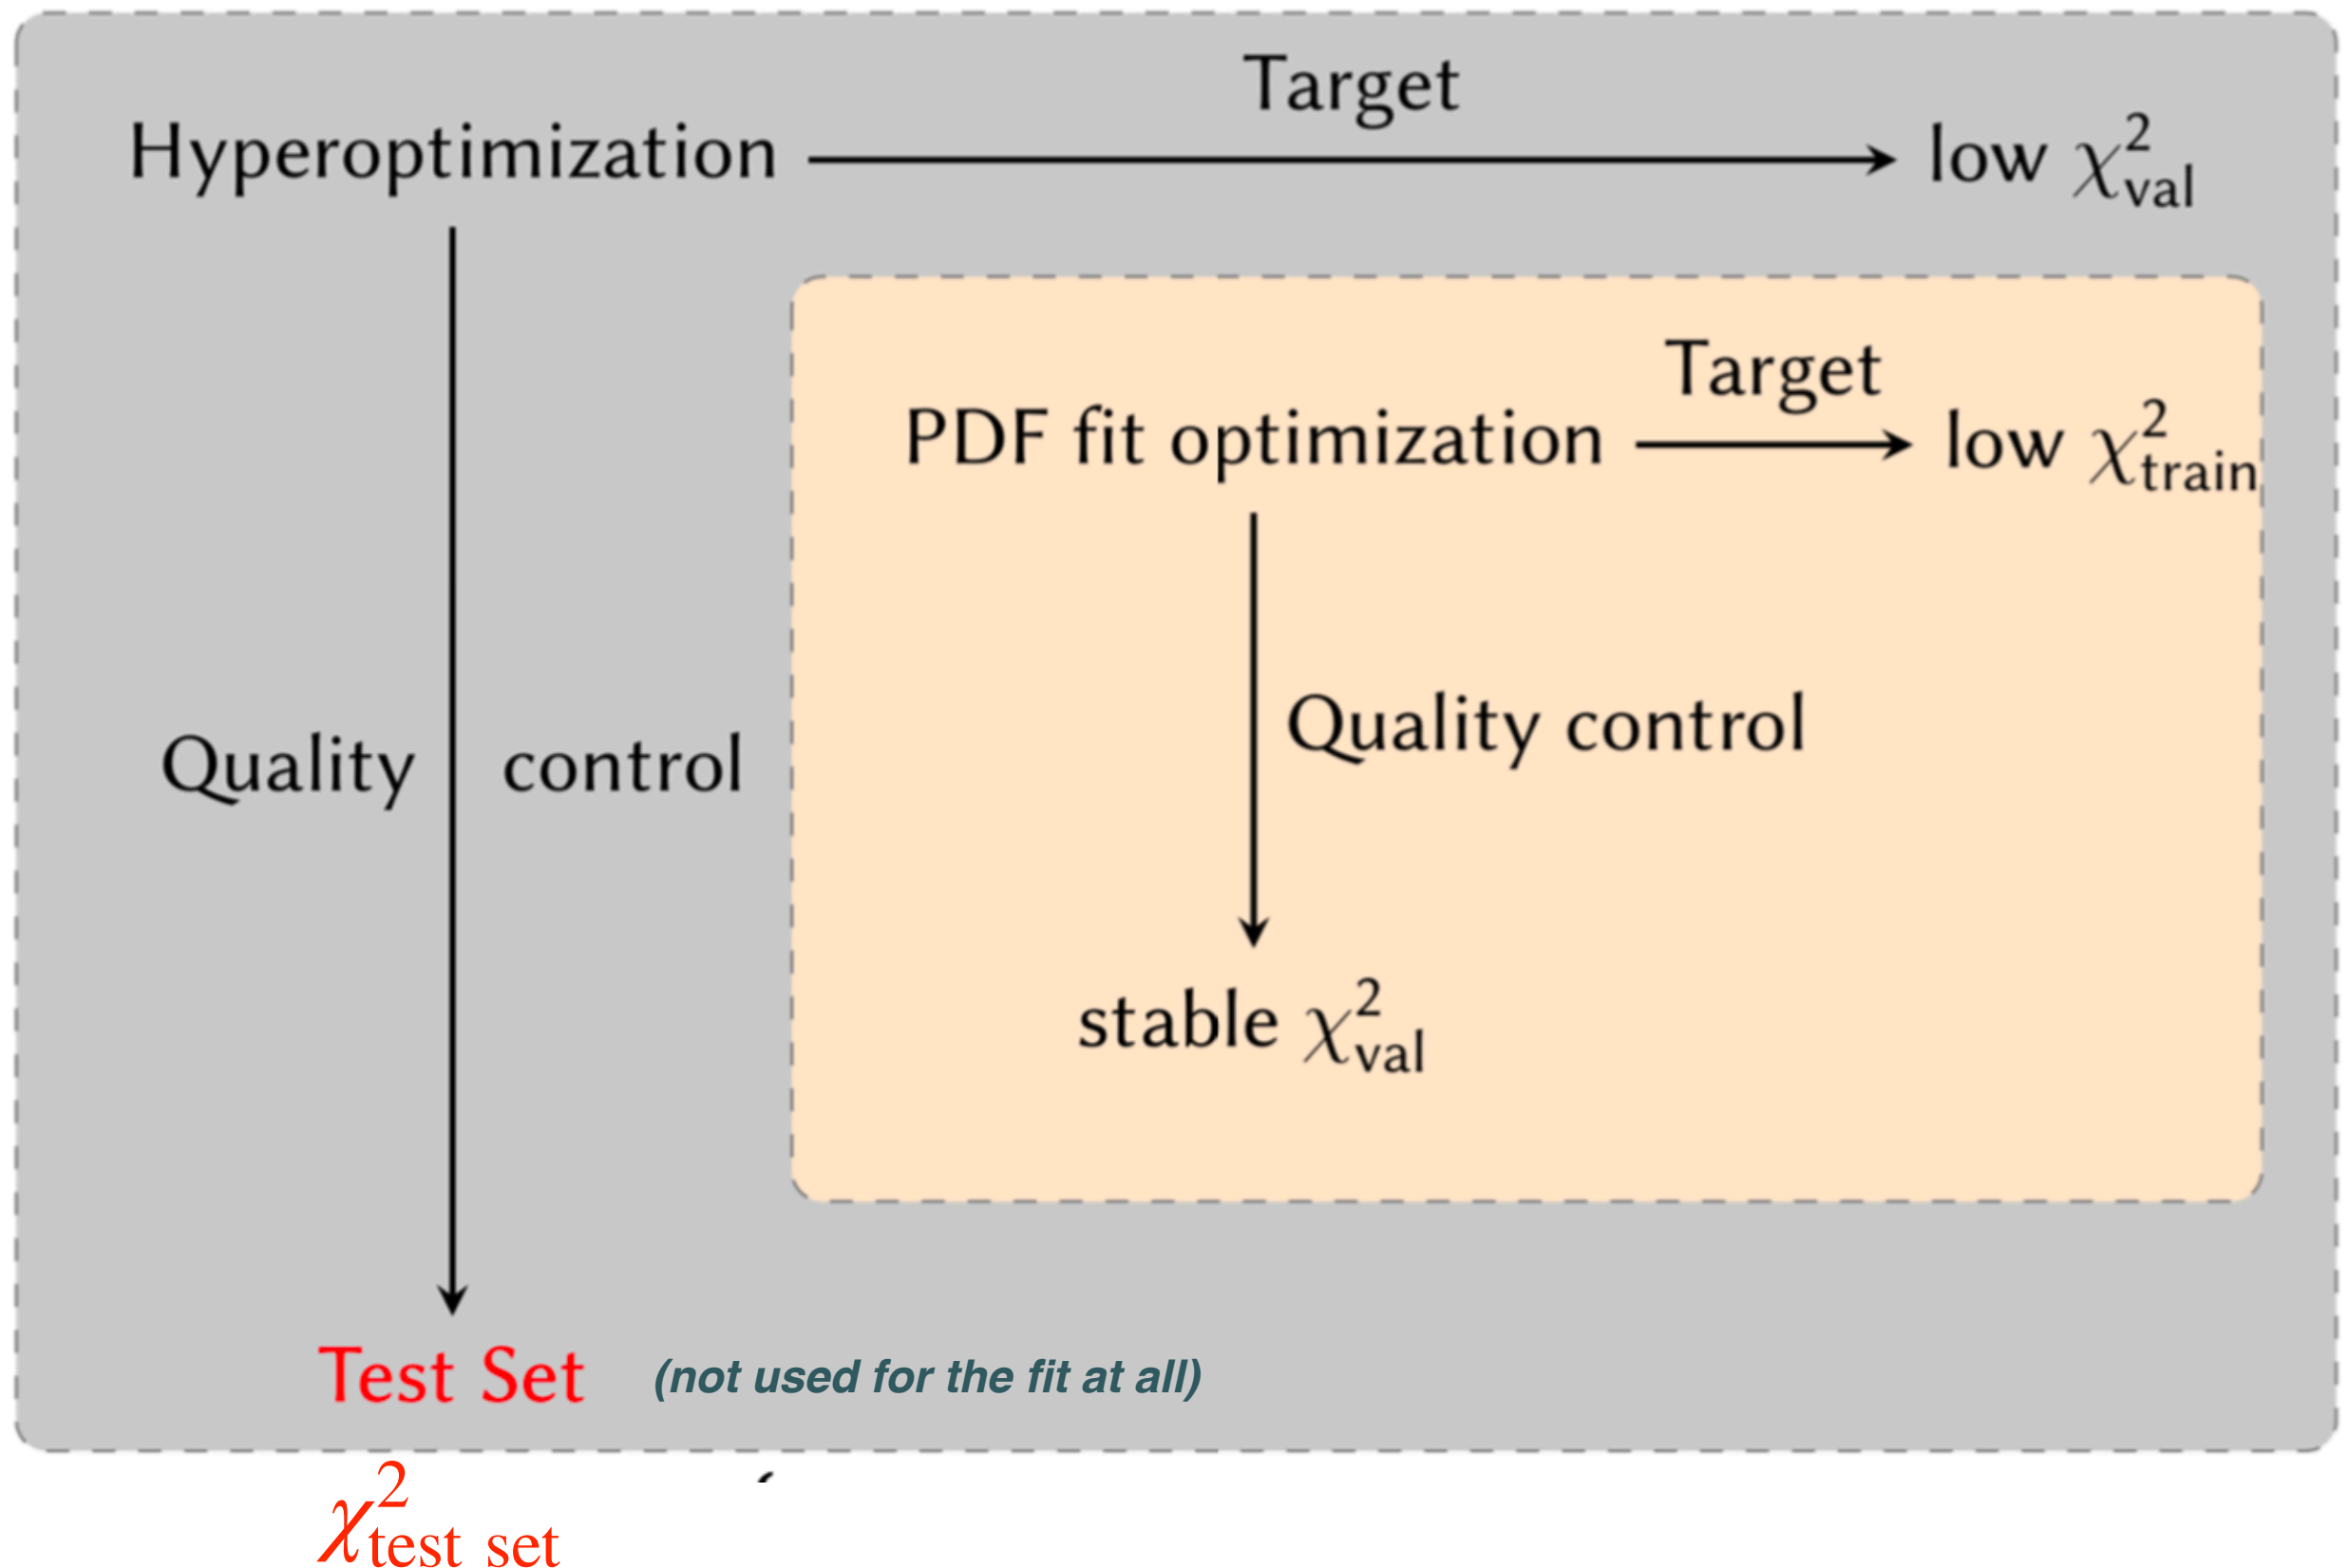 Target
Hyperoptimization low χ²val
Target
PDF fit optimization low χ²train
Quality control
Quality control
stable χ²val
Test Set (not used for the fit at all)
χ²test set